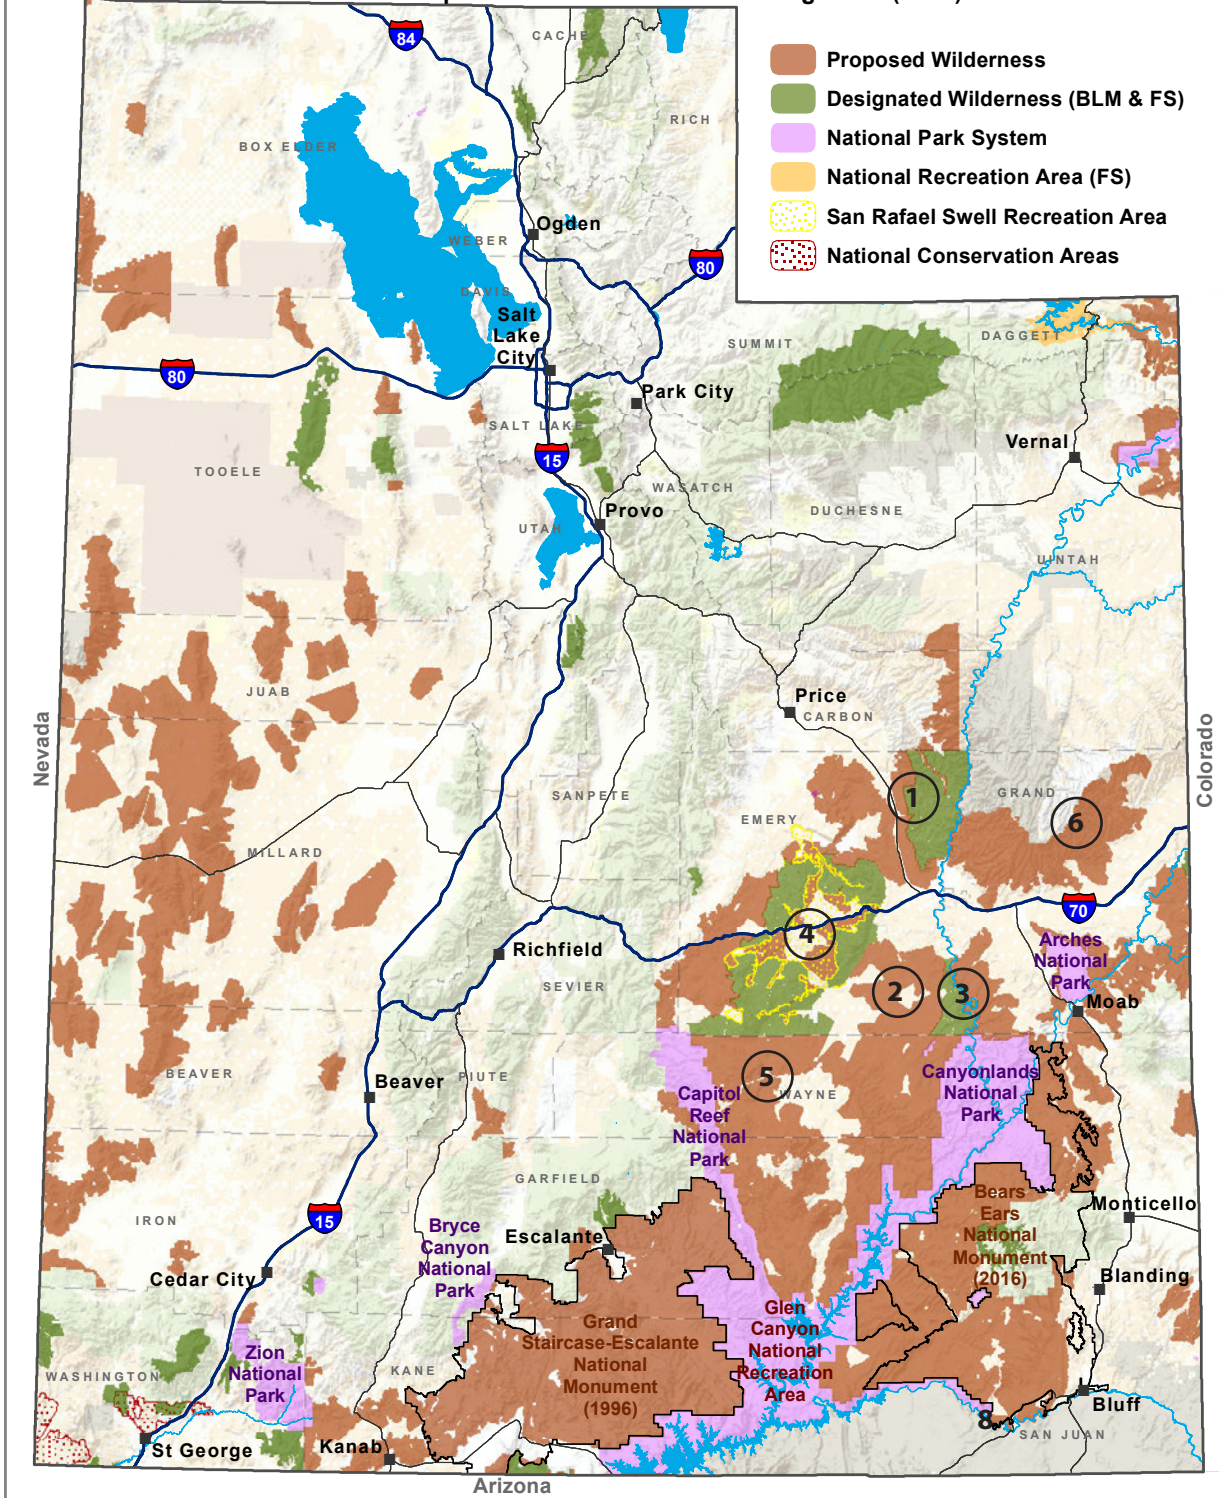 84
CACHE
Proposed Wilderness
Designated Wilderness (BLM & FS)
National Park System
National Recreation Area (FS)
San Rafael Swell Recreation Area
National Conservation Areas
RICH
BOX ELDER
Ogden
WEBER
80
DAVIS
Salt
Lake
City
SUMMIT
DAGGETT
80
Park City
SALT LAKE
Vernal
15
TOOELE
WASATCH
DUCHESNE
Provo
UTAH
UINTAH
JUAB
Price
CARBON
Nevada
Colorado
SANPETE
EMERY
1
GRAND
6
MILLARD
70
4
Richfield
Arches
National
Park
SEVIER
2
3
Moab
BEAVER
Beaver
PIUTE
5
WAYNE
Capitol
Reef
National
Park
Canyonlands
National
Park
GARFIELD
Bears
Ears
National
Monument
(2016)
Monticello
IRON
15
Bryce
Canyon
National
Park
Escalante
Cedar City
Blanding
Grand
Staircase-Escalante
National
Monument
(1996)
Glen
Canyon
National
Recreation
Area
Zion
National
Park
WASHINGTON
KANE
Bluff
8
SAN JUAN
St George
Kanab
Arizona